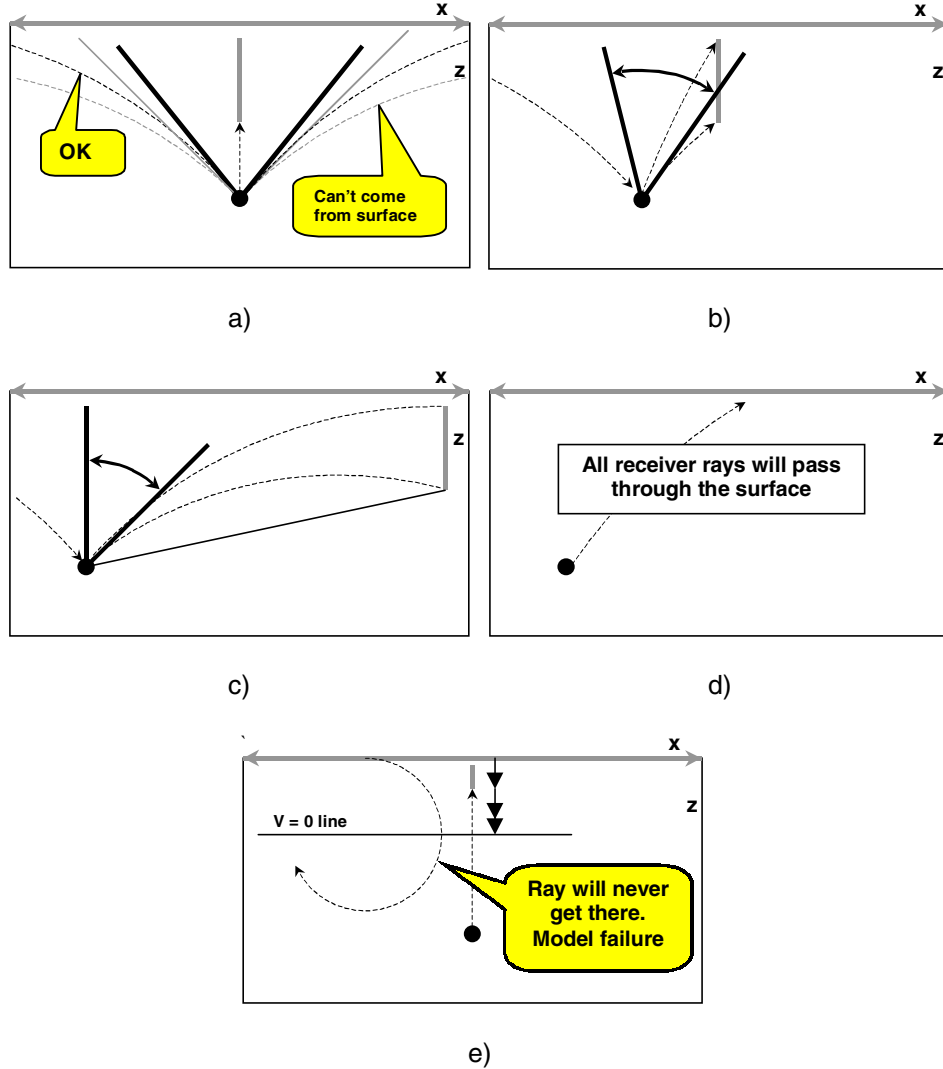 x
z
OK
Can't come
from surface
a)
x
z
b)
x
z
c)
x
z
All receiver rays will pass
through the surface
d)
`
x
z
V = 0 line
Ray will never
get there.
Model failure
e)